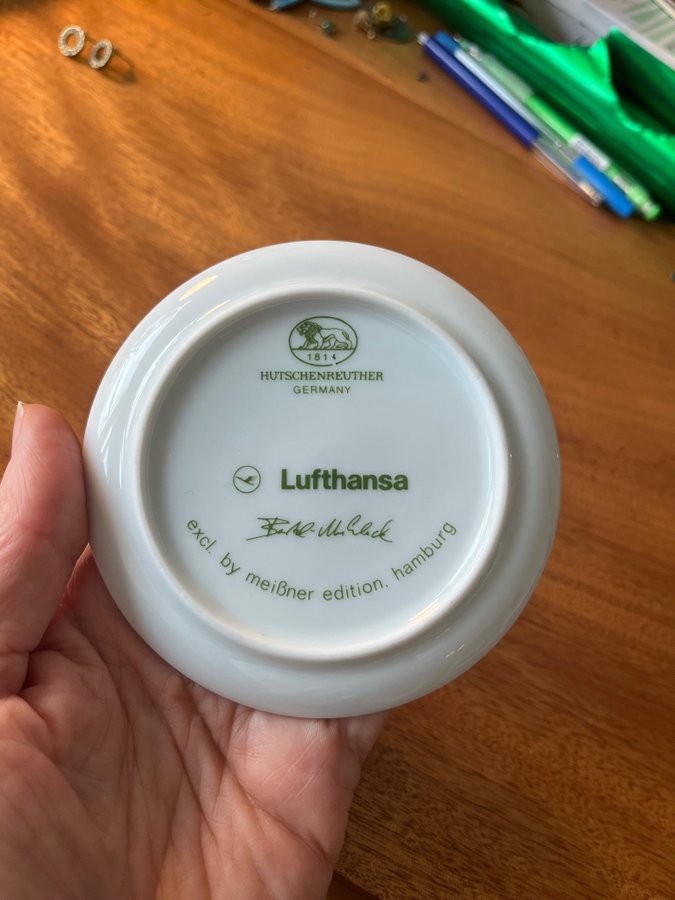 1814
HUTSCHENREUTHER
GERMANY
Lufthansa
excl. by meißner edition, hamburg